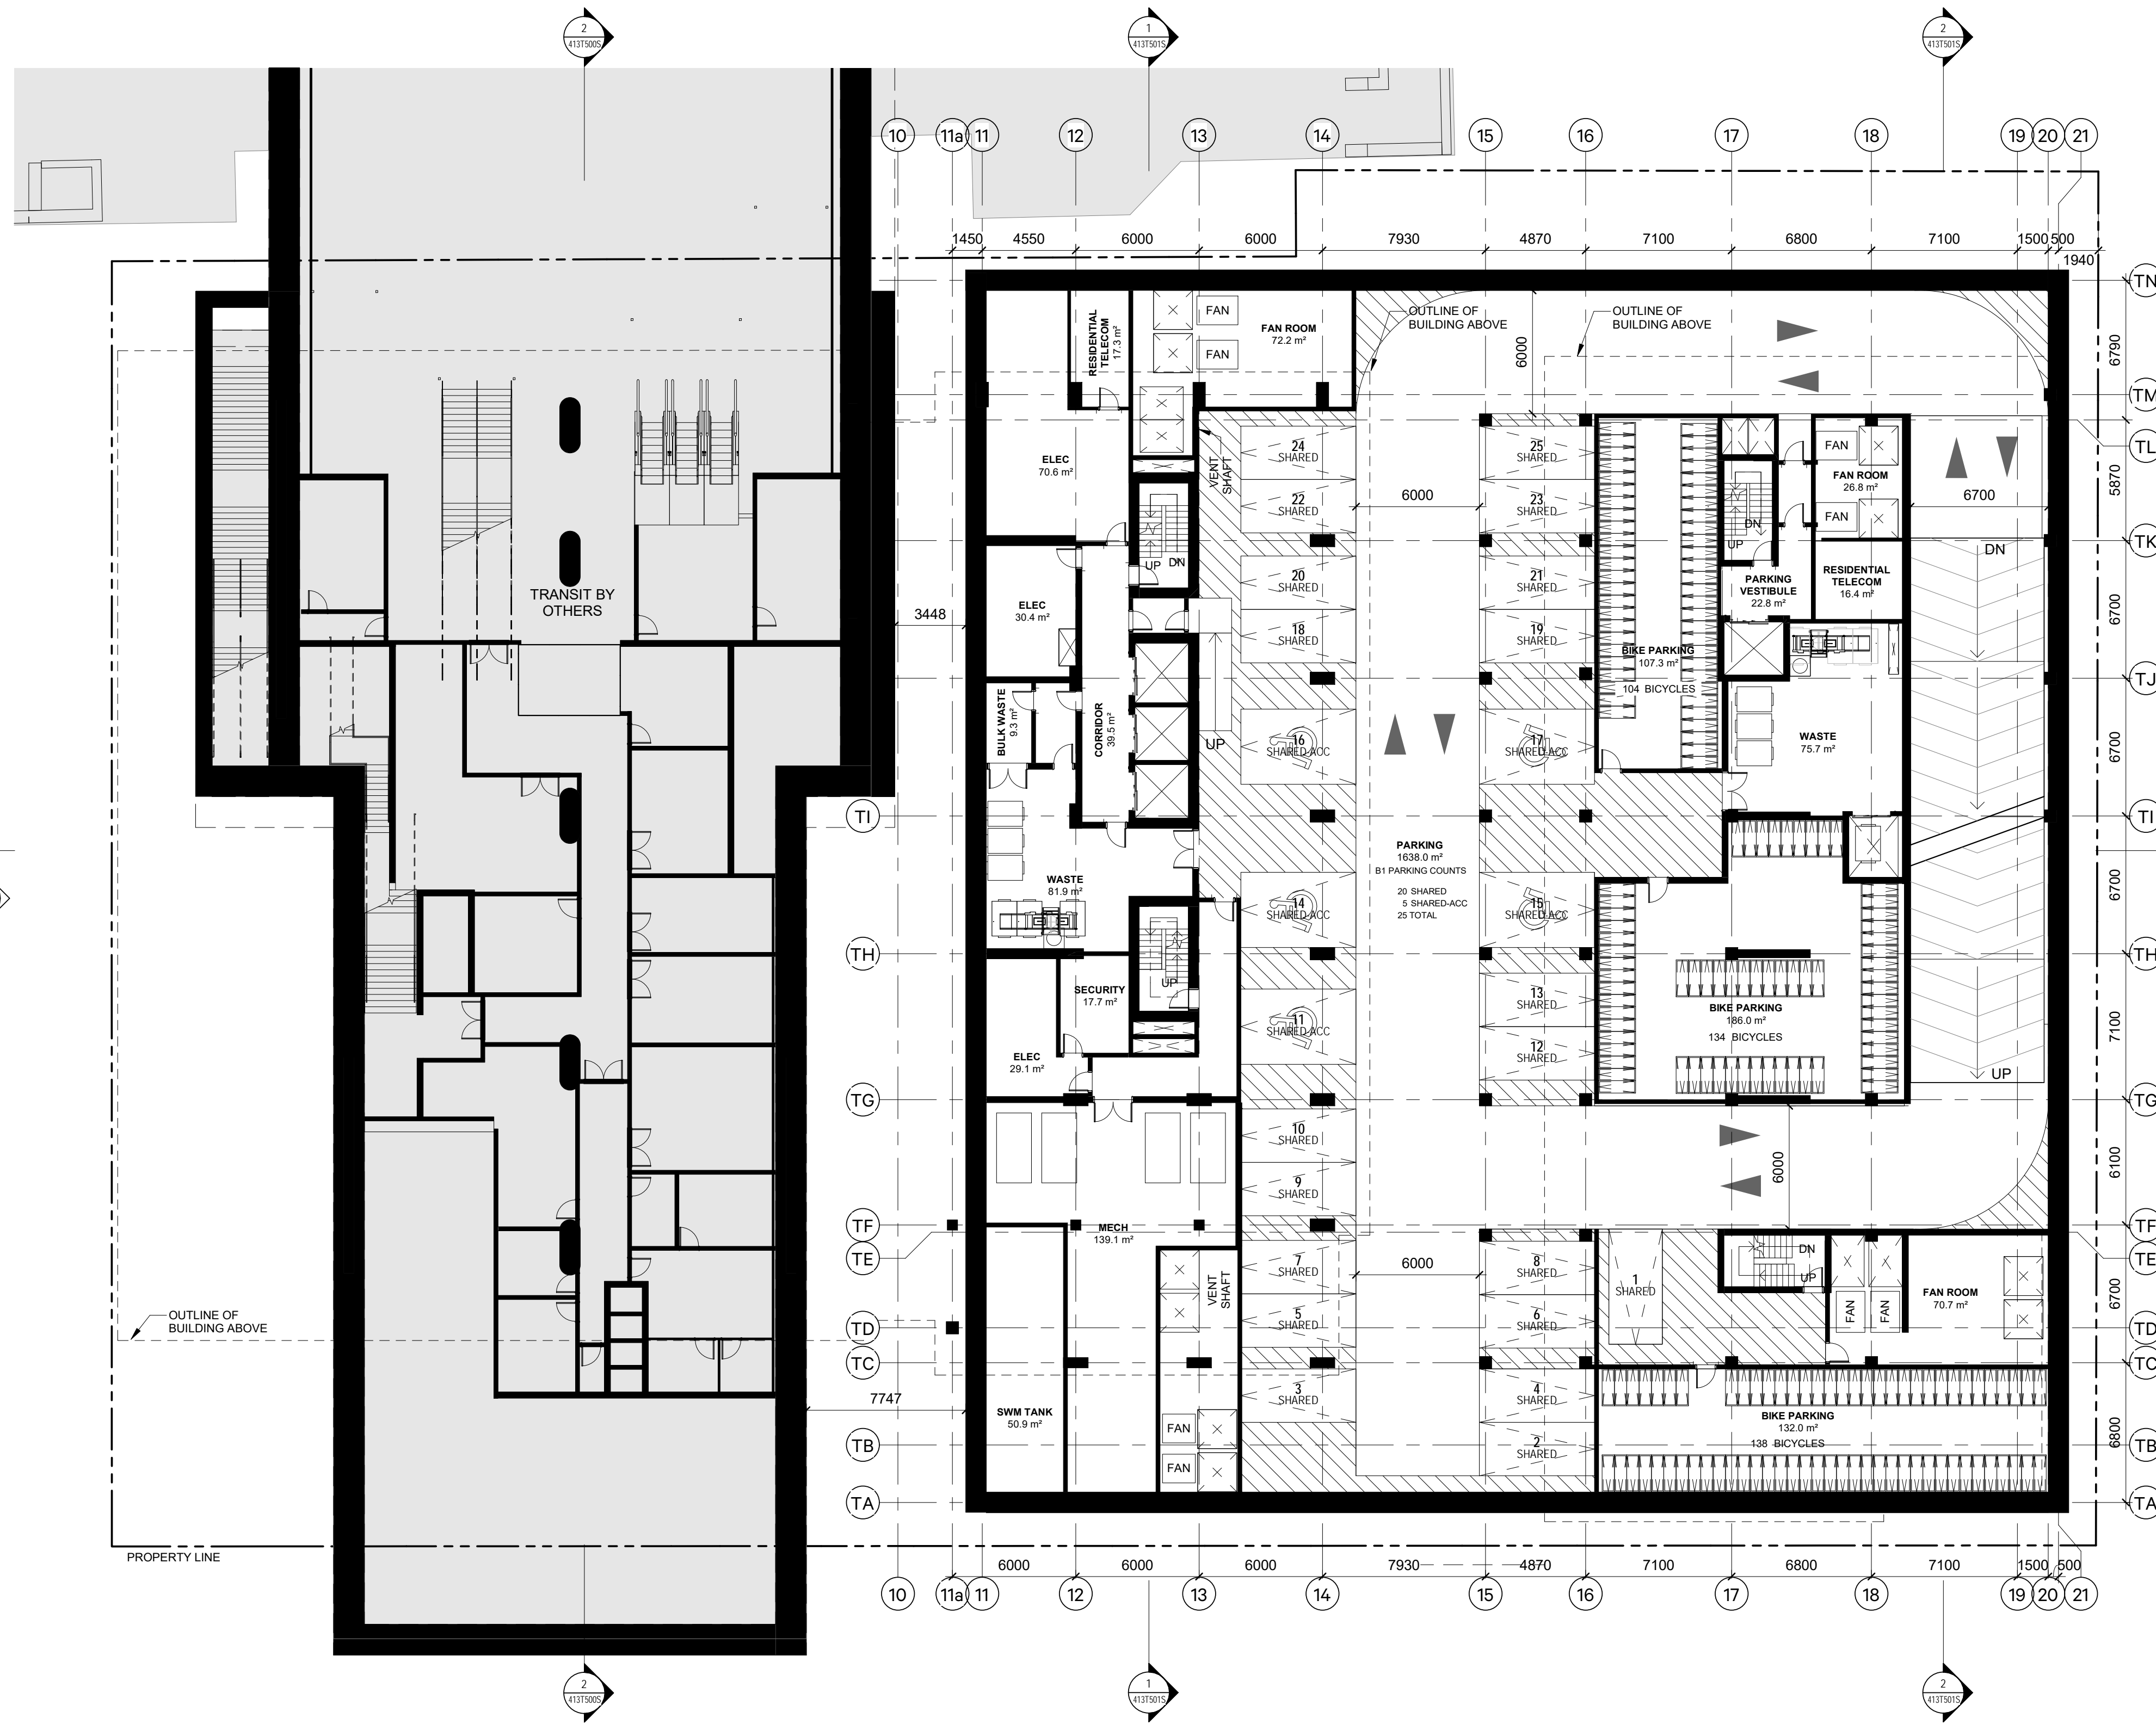 2
413T500S
1
413T501S
2
413T501S
10
11a
11
12
13
14
15
16
17
18
19
20
21
1450
4550
6000
6000
7930
4870
7100
6800
7100
1500
500
1940
TN
6790
TM
TL
5870
TK
6700
TJ
6700
TI
6700
TH
7100
TG
6100
TF
TE
6700
TD
TC
6800
TB
TA
RESIDENTIAL
TELECOM
17.3 m²
FAN
FAN
FAN ROOM
72.2 m²
OUTLINE OF
BUILDING ABOVE
OUTLINE OF
BUILDING ABOVE
6000
ELEC
70.6 m²
VENT
SHAFT
24
SHARED
25
SHARED
22
SHARED
23
SHARED
6000
FAN
FAN ROOM
26.8 m²
FAN
6700
DN
UP
DN
UP
DN
20
SHARED
21
SHARED
PARKING
VESTIBULE
22.8 m²
RESIDENTIAL
TELECOM
16.4 m²
TRANSIT BY
OTHERS
3448
ELEC
30.4 m²
18
SHARED
19
SHARED
BIKE PARKING
107.3 m²
104 BICYCLES
BULK WASTE
9.3 m²
CORRIDOR
39.5 m²
UP
16
SHARED-ACC
17
SHARED-ACC
WASTE
75.7 m²
TI
PARKING
1638.0 m²
B1 PARKING COUNTS
20 SHARED
5 SHARED-ACC
25 TOTAL
WASTE
81.9 m²
14
SHARED-ACC
15
SHARED-ACC
TH
SECURITY
17.7 m²
UP
13
SHARED
11
SHARED-ACC
12
SHARED
BIKE PARKING
186.0 m²
134 BICYCLES
ELEC
29.1 m²
UP
TG
10
SHARED
9
SHARED
6000
TF
TE
MECH
139.1 m²
VENT
SHAFT
7
SHARED
6000
8
SHARED
1
SHARED
DN
UP
FAN
FAN
FAN ROOM
70.7 m²
OUTLINE OF
BUILDING ABOVE
TD
5
SHARED
6
SHARED
TC
7747
3
SHARED
4
SHARED
SWM TANK
50.9 m²
FAN
FAN
2
SHARED
BIKE PARKING
132.0 m²
138 BICYCLES
TB
TA
PROPERTY LINE
6000
6000
6000
7930
4870
7100
6800
7100
1500
500
10
11a
11
12
13
14
15
16
17
18
19
20
21
2
413T500S
1
413T501S
2
413T501S